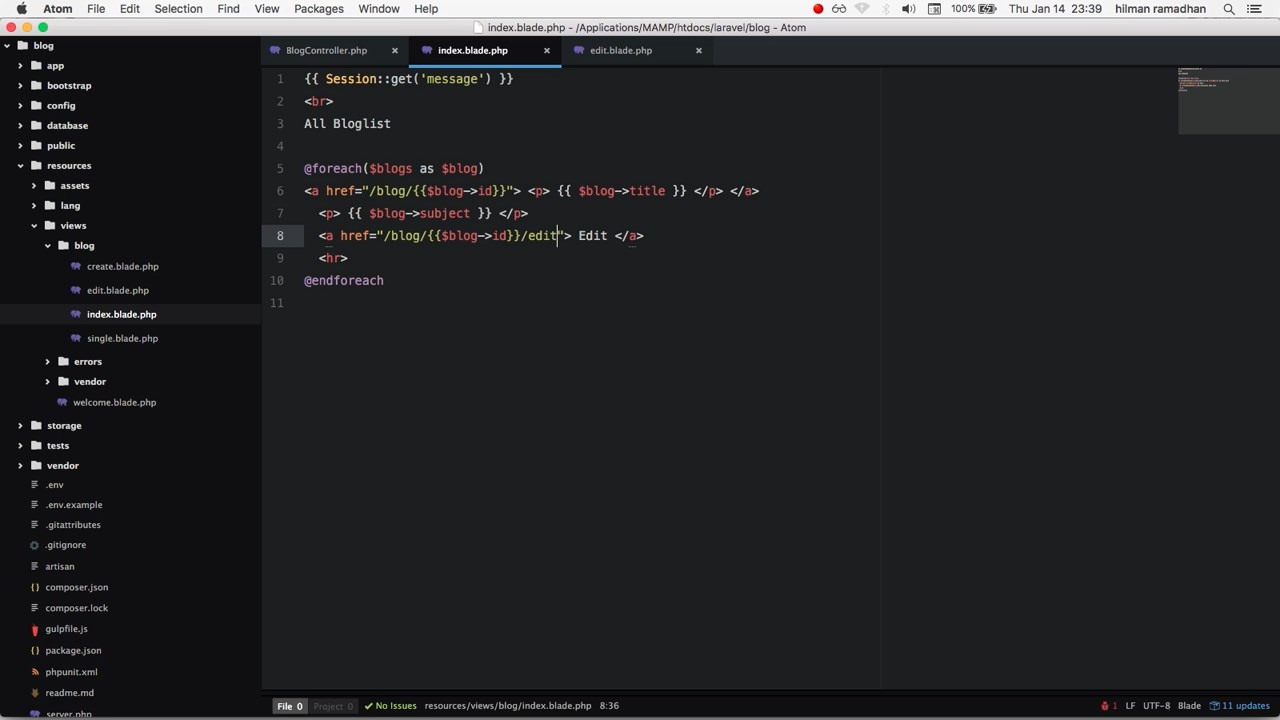 Atom File Edit Selection Find View Packages Window Help 100% Thu Jan 14 23:39 hilman ramadhan
index.blade.php - /Applications/MAMP/htdocs/laravel/blog - Atom
blog
app
bootstrap
config
database
public
resources
assets
lang
views
blog
create.blade.php
edit.blade.php
index.blade.php
single.blade.php
errors
vendor
welcome.blade.php
storage
tests
vendor
.env
.env.example
.gitattributes
.gitignore
artisan
composer.json
composer.lock
gulpfile.js
package.json
phpunit.xml
readme.md
server.php
BlogController.php index.blade.php edit.blade.php
1 {{ Session::get('message') }}
2 <br>
3 All Bloglist
4
5 @foreach($blogs as $blog)
6 <a href="/blog/{{$blog->id}}"> <p> {{ $blog->title }} </p> </a>
7 <p> {{ $blog->subject }} </p>
8 <a href="/blog/{{$blog->id}}/edit"> Edit </a>
9 <hr>
10 @endforeach
11
File 0 Project 0 No Issues resources/views/blog/index.blade.php 8:36 1 LF UTF-8 Blade 11 updates